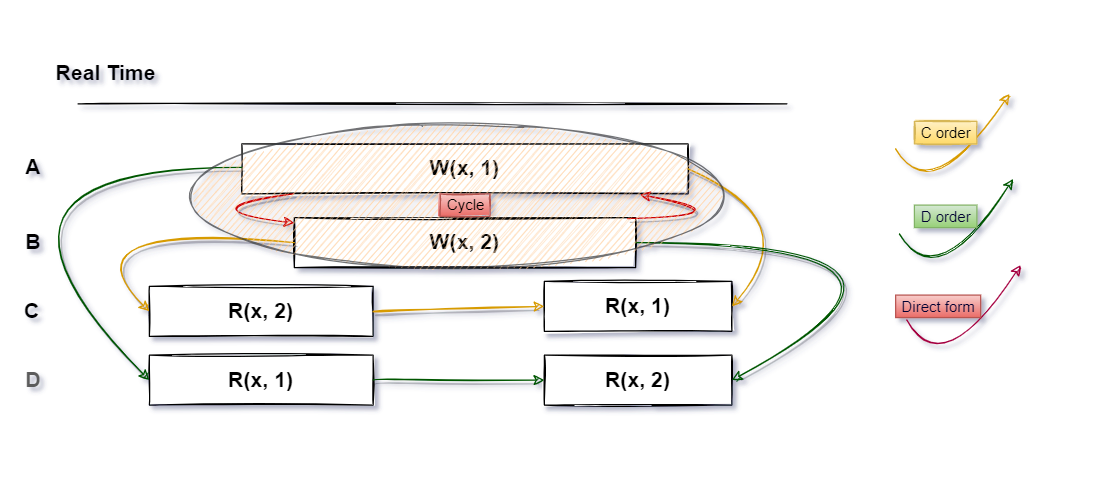 Real Time
A
W(x, 1)
Cycle
B
W(x, 2)
C
R(x, 2)
R(x, 1)
D
R(x, 1)
R(x, 2)
C order
D order
Direct form